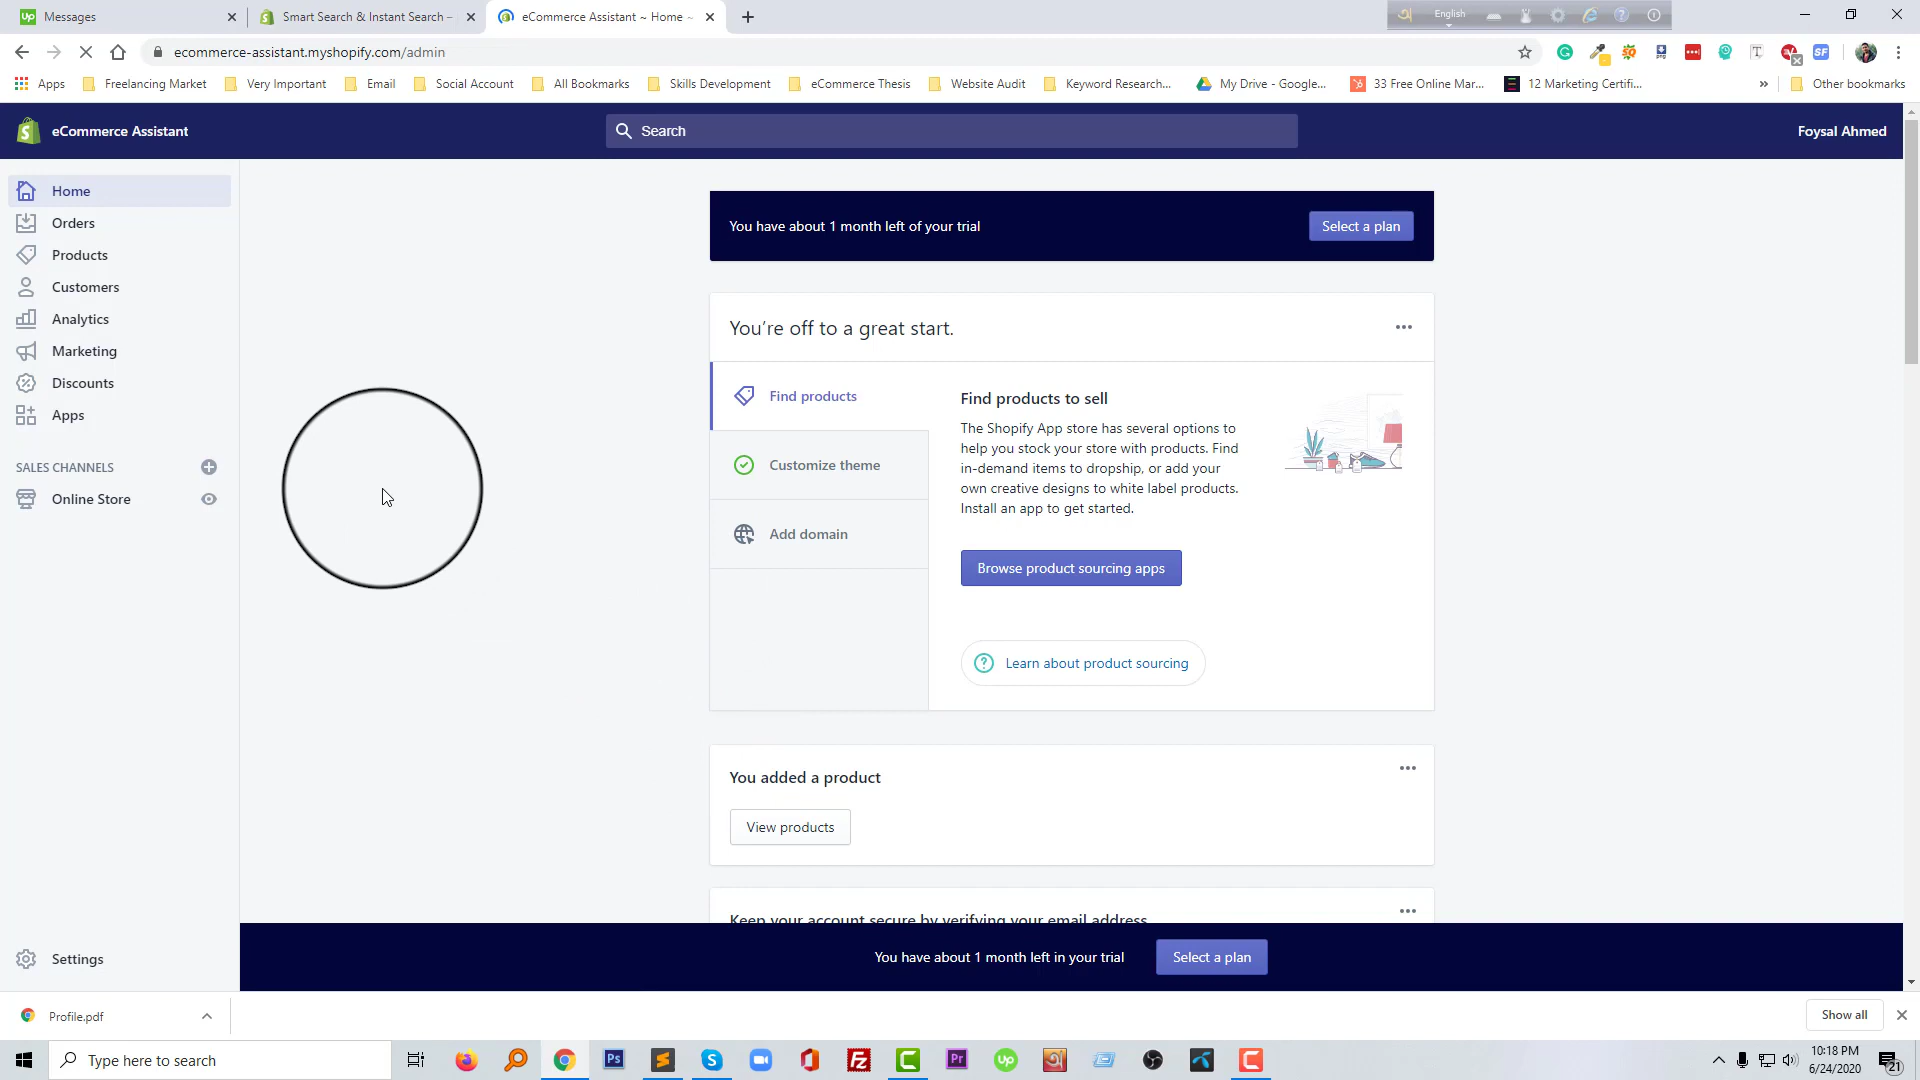 Messages
Smart Search & Instant Search –
eCommerce Assistant ~ Home ~
English
ecommerce-assistant.myshopify.com/admin
Apps
Freelancing Market
Very Important
Email
Social Account
All Bookmarks
Skills Development
eCommerce Thesis
Website Audit
Keyword Research...
My Drive - Google...
33 Free Online Mar...
12 Marketing Certifi...
»
Other bookmarks
eCommerce Assistant
Search
Foysal Ahmed
Home
Orders
Products
Customers
Analytics
Marketing
Discounts
Apps
SALES CHANNELS
Online Store
Settings
You have about 1 month left of your trial
Select a plan
You're off to a great start.
Find products
Customize theme
Add domain
Find products to sell
The Shopify App store has several options to
help you stock your store with products. Find
in-demand items to dropship, or add your
own creative designs to white label products.
Install an app to get started.
Browse product sourcing apps
Learn about product sourcing
You added a product
View products
Keep your account secure by verifying your email address
You have about 1 month left in your trial
Select a plan
Profile.pdf
Show all
Type here to search
10:18 PM
6/24/2020
21